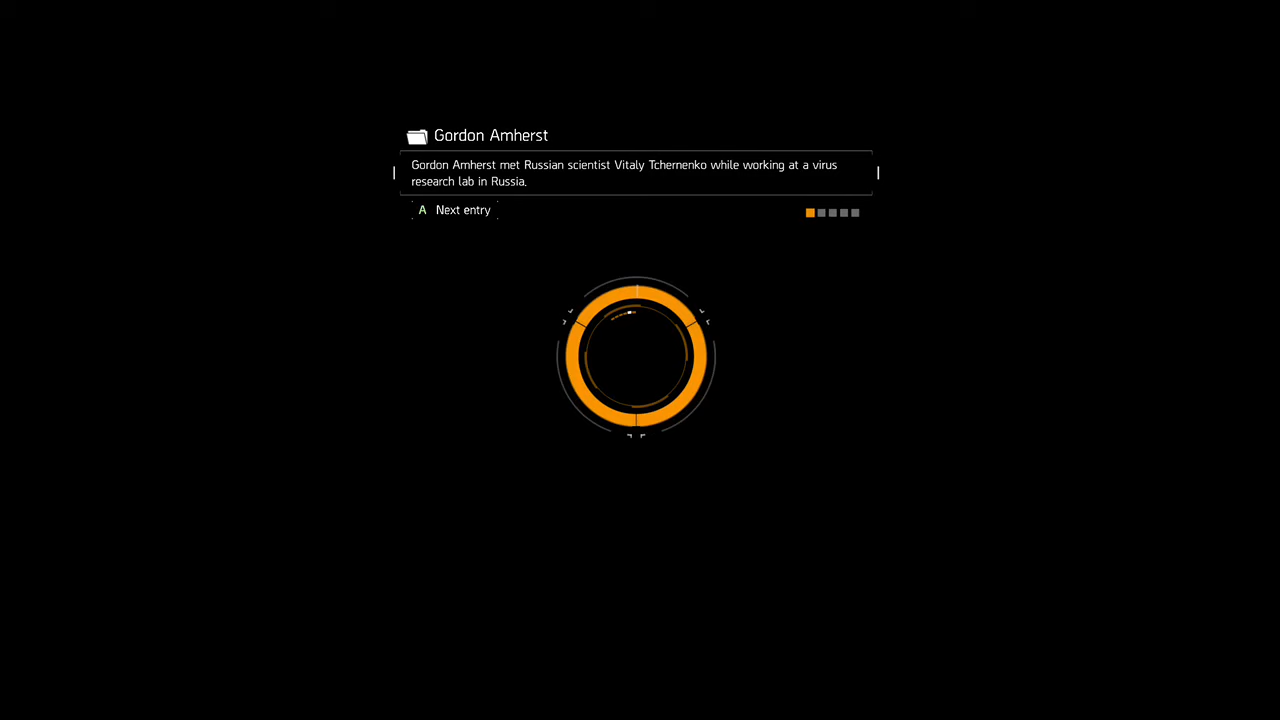 Gordon Amherst
Gordon Amherst met Russian scientist Vitaly Tchernenko while working at a virus
research lab in Russia.
A Next entry